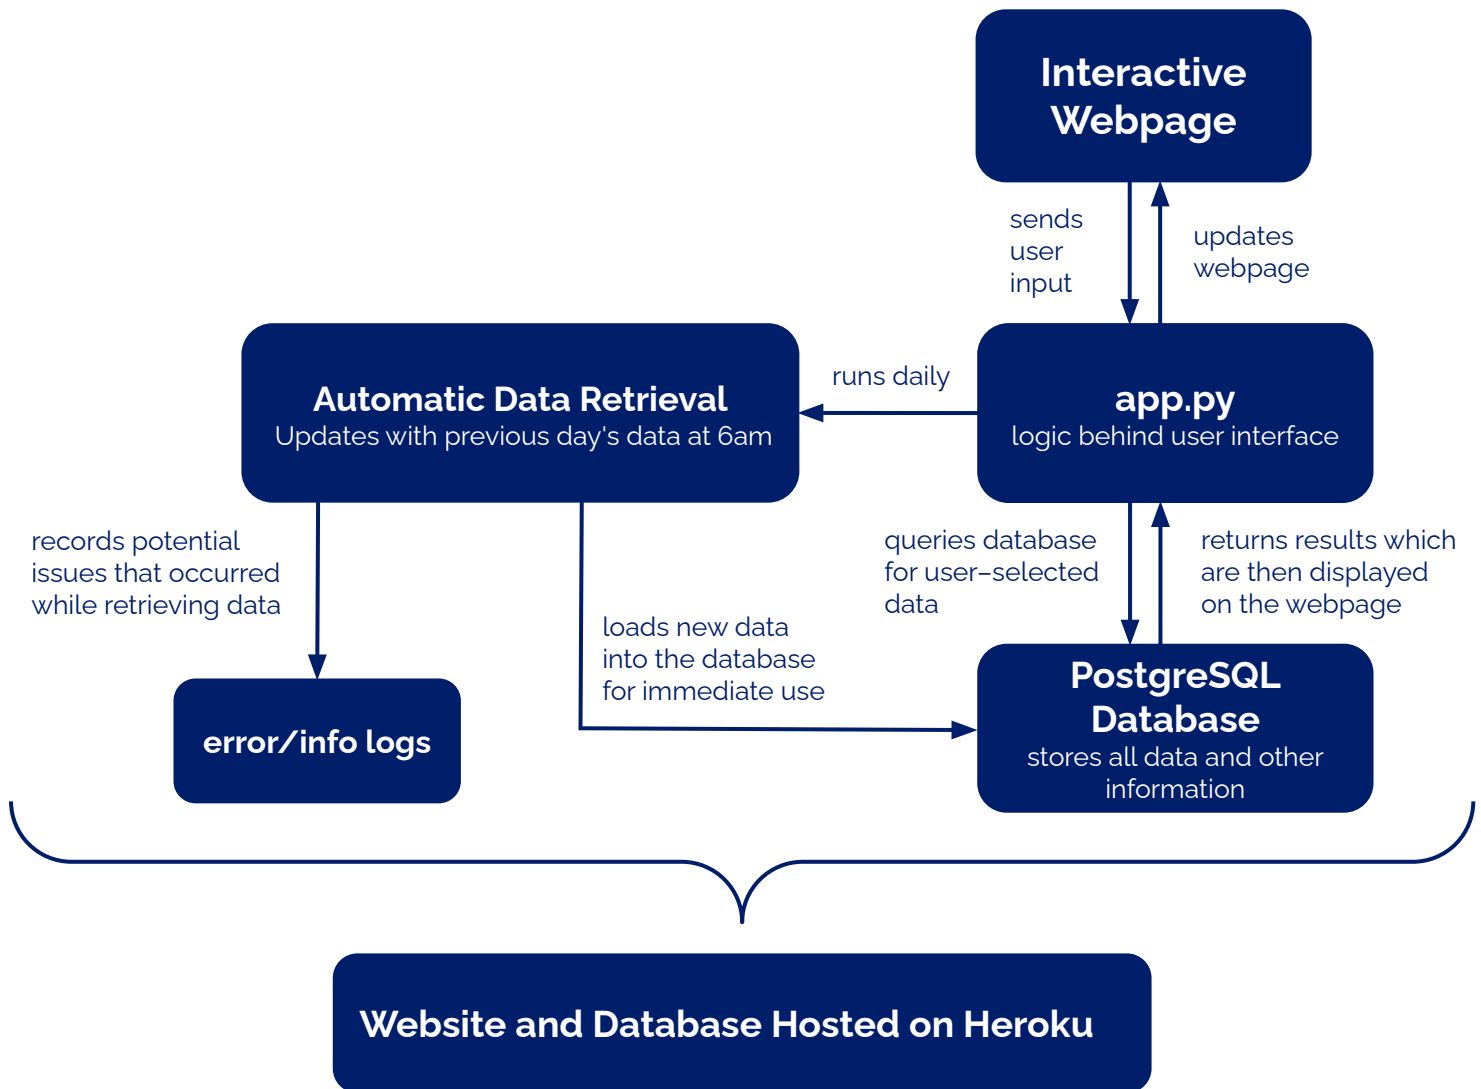 Interactive
Webpage
sends
user
input
updates
webpage
Automatic Data Retrieval
Updates with previous day's data at 6am
runs daily
app.py
logic behind user interface
records potential
issues that occurred
while retrieving data
loads new data
into the database
for immediate use
queries database
for user–selected
data
returns results which
are then displayed
on the webpage
error/info logs
PostgreSQL
Database
stores all data and other
information
Website and Database Hosted on Heroku